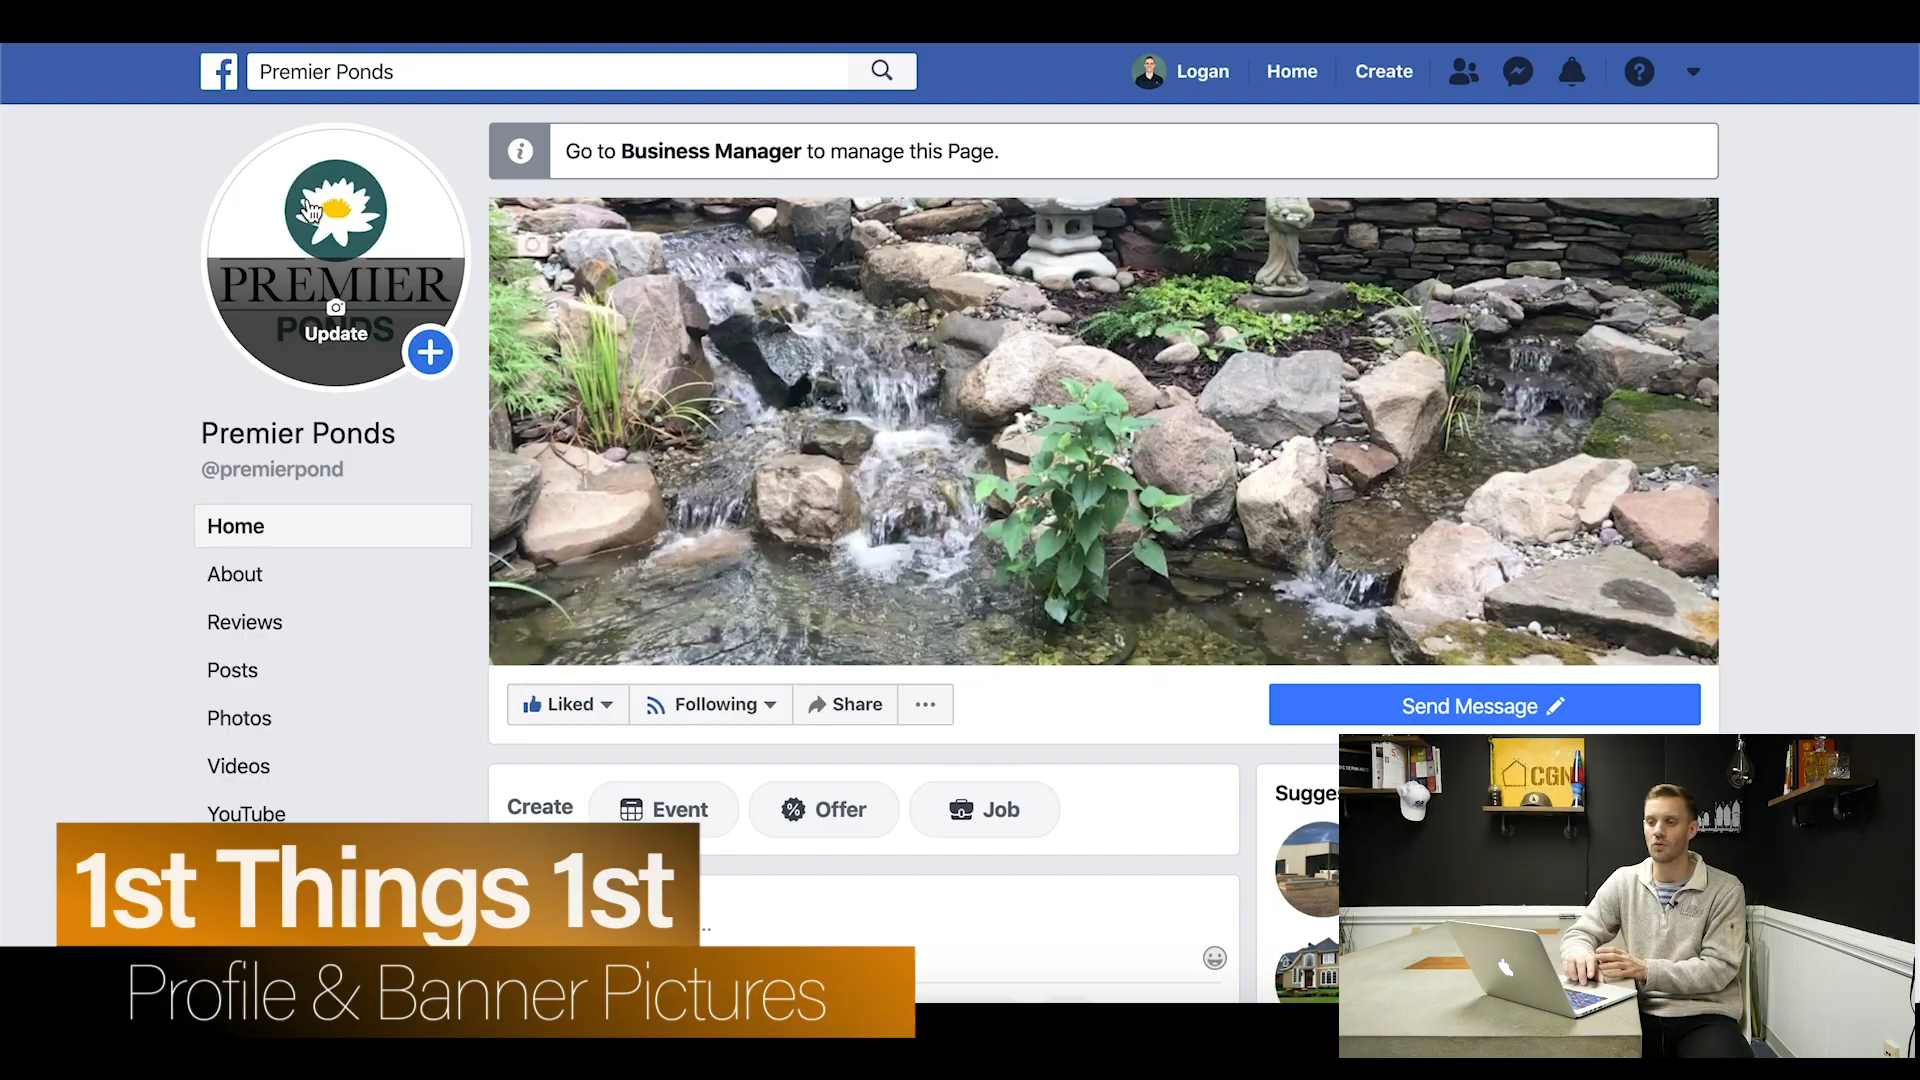 Premier Ponds
Logan
Home
Create
Go to Business Manager to manage this Page.
PREMIER
PONDS
Update
Premier Ponds
@premierpond
Home
About
Reviews
Posts
Photos
Videos
YouTube
Liked
Following
Share
Send Message
Create
Event
Offer
Job
Sugges
CGN
1st Things 1st
Profile & Banner Pictures